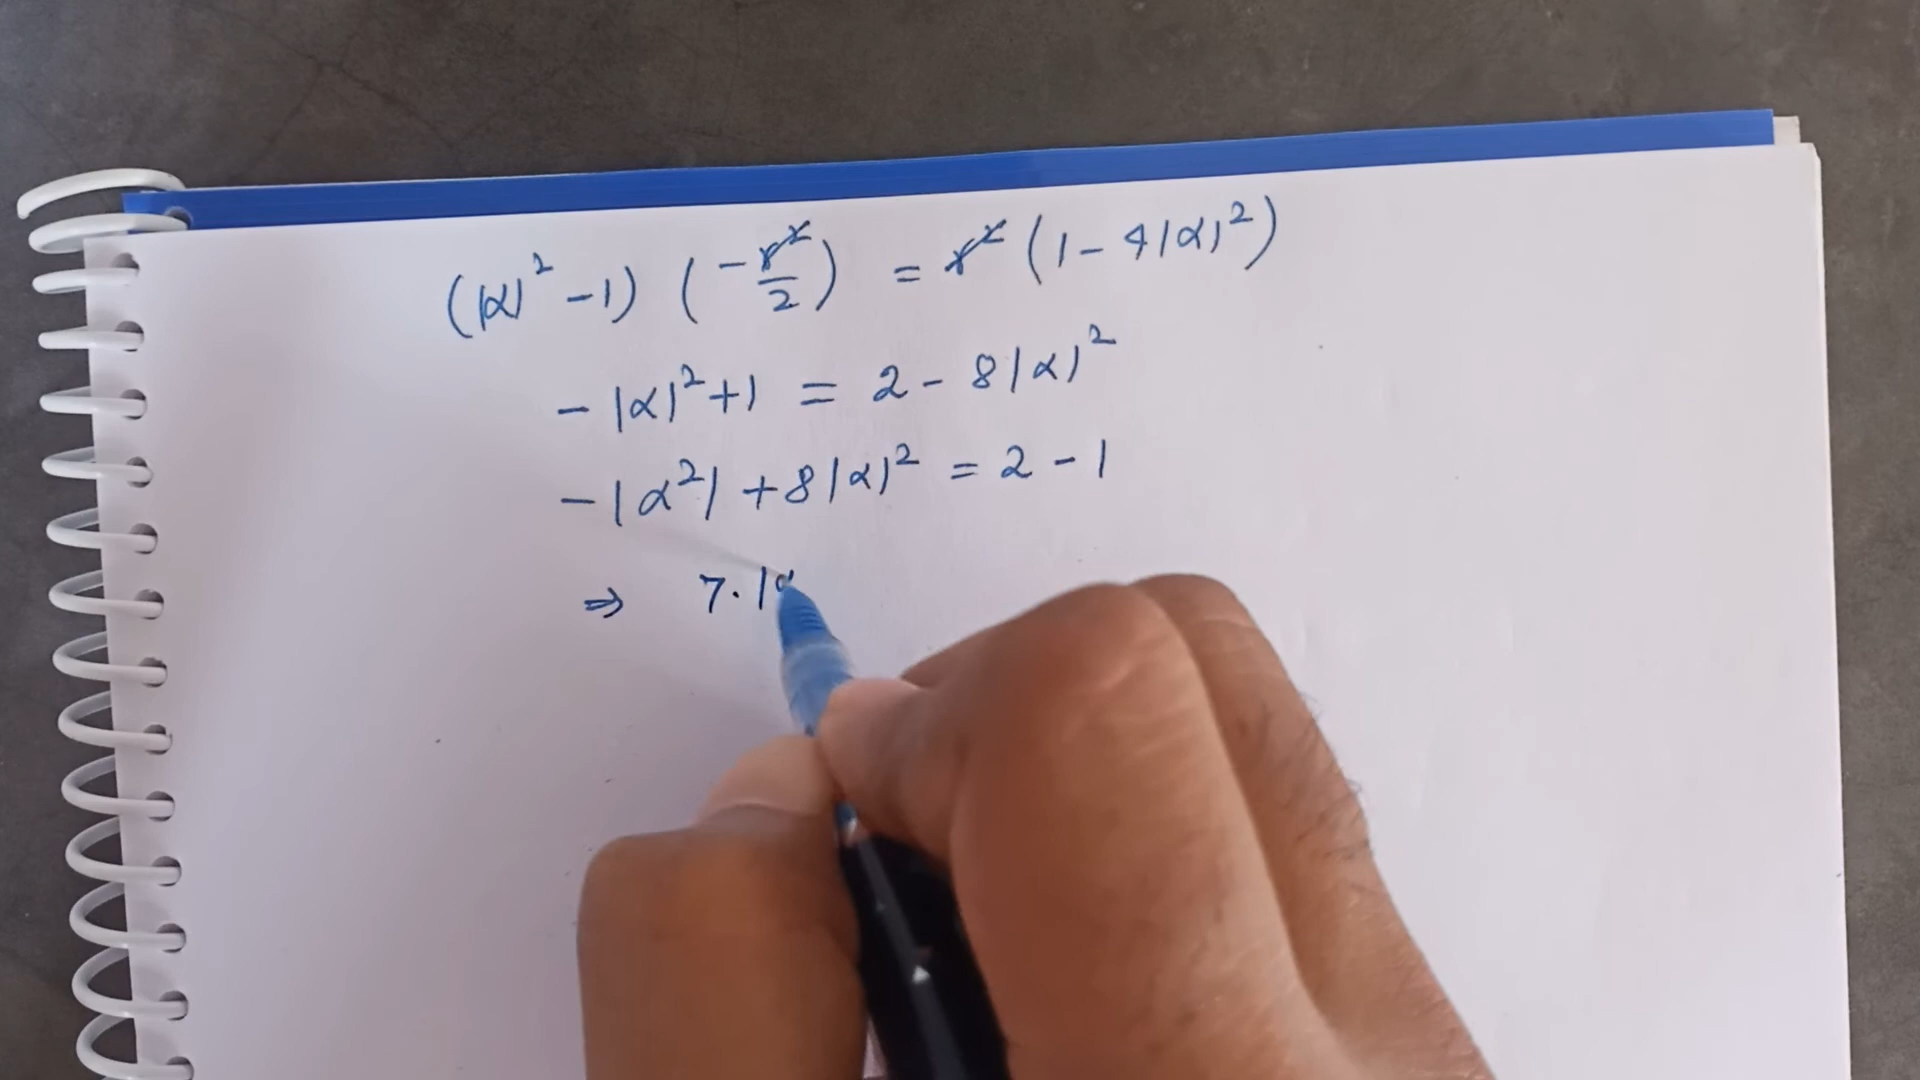 (|α|² - 1) (-r²/2) = r² (1 - 4|α|²)
- |α|² + 1 = 2 - 8|α|²
- |α²| + 8|α|² = 2 - 1
⇒ 7. |α